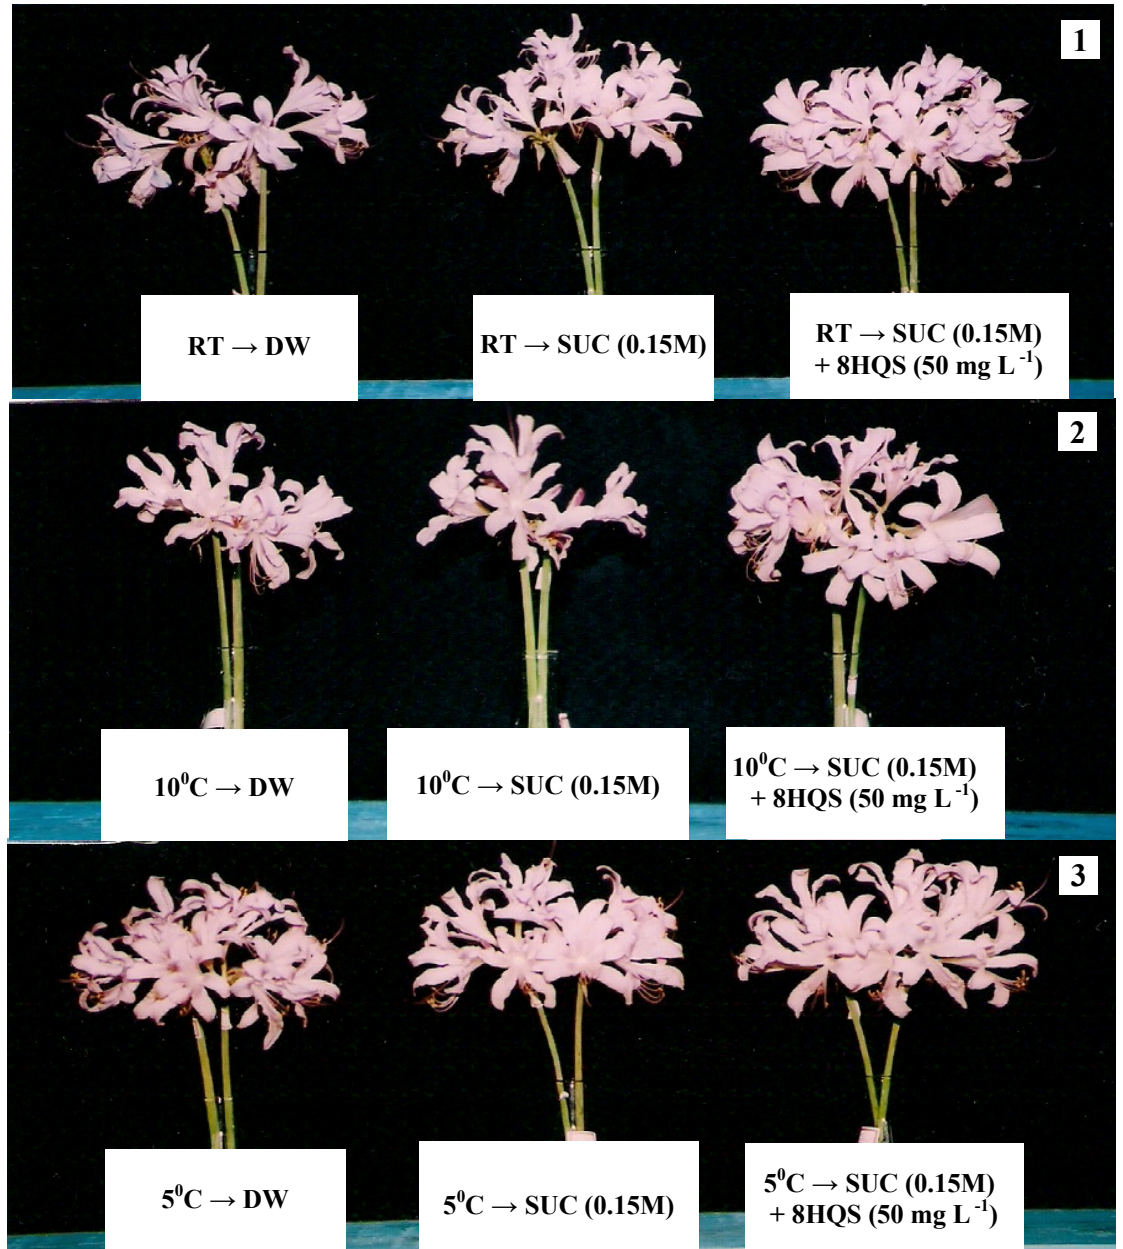 1
RT → DW
RT → SUC (0.15M)
RT → SUC (0.15M)
+ 8HQS (50 mg L⁻¹)
2
10⁰C → DW
10⁰C → SUC (0.15M)
10⁰C → SUC (0.15M)
+ 8HQS (50 mg L⁻¹)
3
5⁰C → DW
5⁰C → SUC (0.15M)
5⁰C → SUC (0.15M)
+ 8HQS (50 mg L⁻¹)